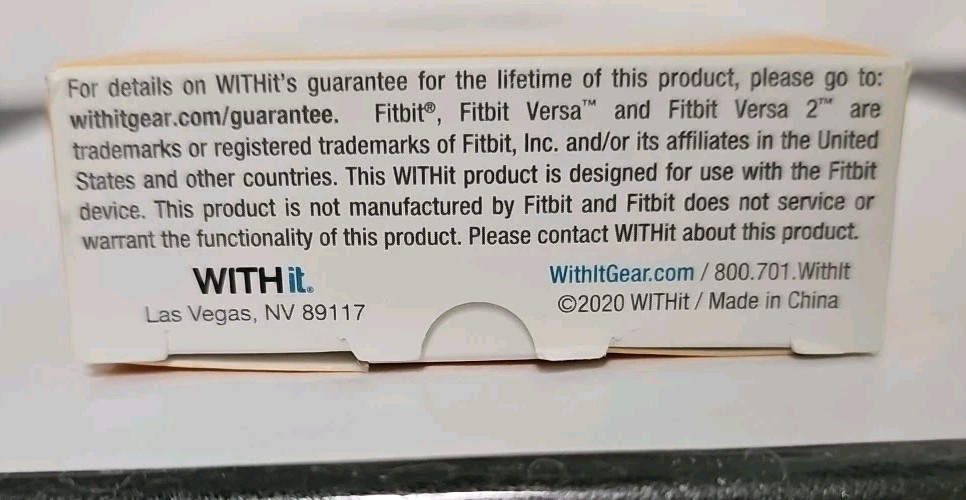 For details on WITHit's guarantee for the lifetime of this product, please go to:
withitgear.com/guarantee. Fitbit®, Fitbit Versa™ and Fitbit Versa 2™ are
trademarks or registered trademarks of Fitbit, Inc. and/or its affiliates in the United
States and other countries. This WITHit product is designed for use with the Fitbit
device. This product is not manufactured by Fitbit and Fitbit does not service or
warrant the functionality of this product. Please contact WITHit about this product.
WITHit®
Las Vegas, NV 89117
WithItGear.com / 800.701.WithIt
©2020 WITHit / Made in China